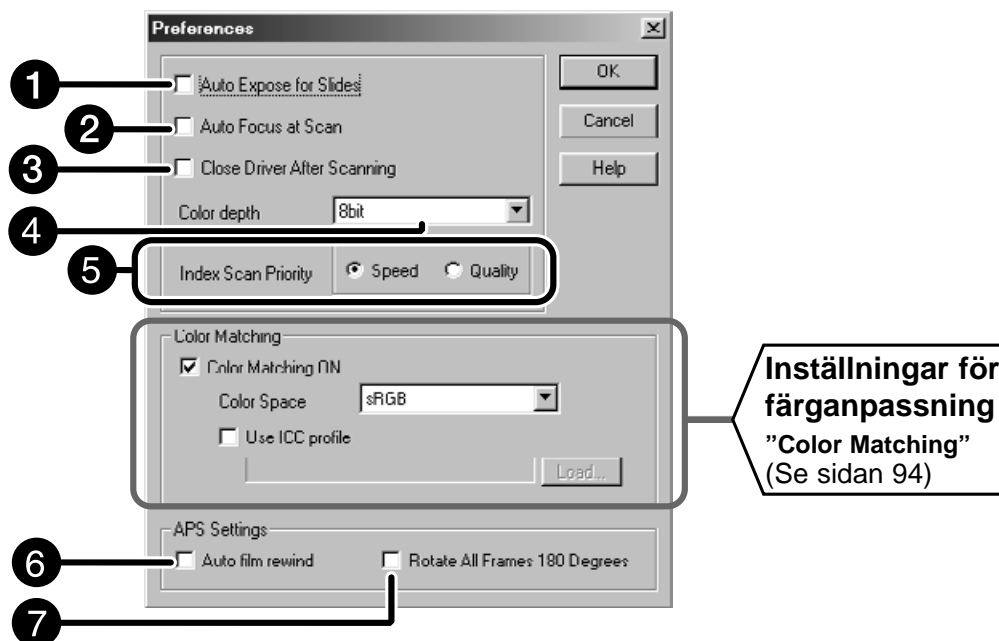 Preferences
1 Auto Expose for Slides
OK
2 Auto Focus at Scan
Cancel
3 Close Driver After Scanning
Help
Color depth 8bit
4
5 Index Scan Priority Speed Quality
Color Matching
Color Matching ON
Color Space sRGB
Use ICC profile
Load...
Inställningar för
färganpassning
”Color Matching”
(Se sidan 94)
APS Settings
6 Auto film rewind Rotate All Frames 180 Degrees
7